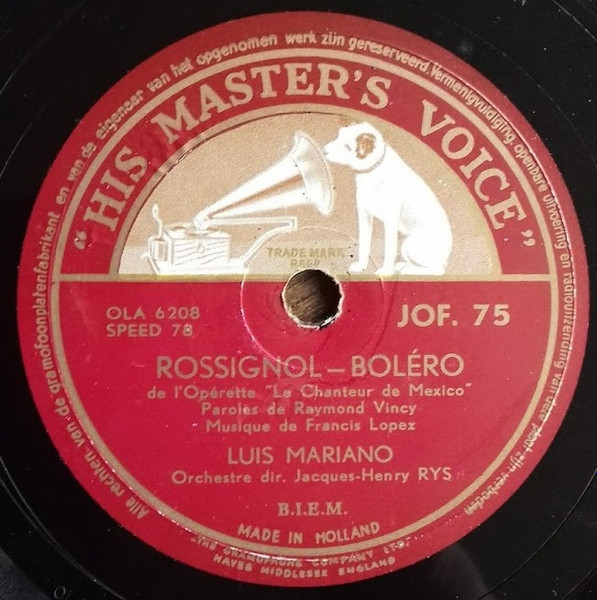 Alle rechten van de gramofoonplatenfabrikant en van de eigenaar van het opgenomen werk zijn gereserveerd. Vermenigvuldiging, openbare uitvoering en radiouitzending van deze plaat zijn verboden
"HIS MASTER'S VOICE"
TRADE MARK
REGD
OLA 6208
SPEED 78
JOF. 75
ROSSIGNOL – BOLÉRO
de l'Opérette "Le Chanteur de Mexico"
Paroles de Raymond Vincy
Musique de Francis Lopez
LUIS MARIANO
Orchestre dir. Jacques-Henry RYS
B.I.E.M.
MADE IN HOLLAND
THE GRAMOPHONE COMPANY LTD.
HAYES MIDDLESEX ENGLAND